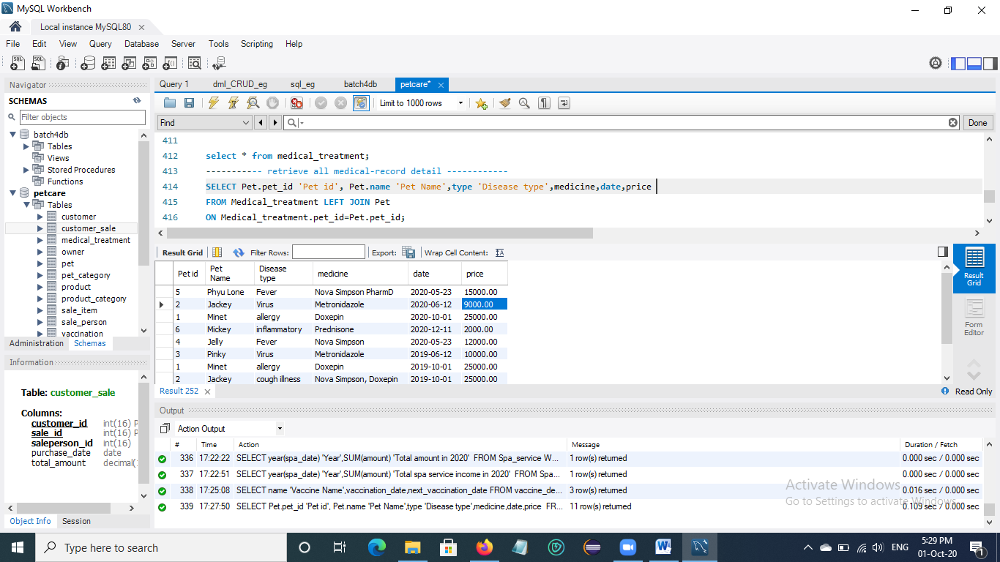 MySQL Workbench
Local instance MySQL80
File Edit View Query Database Server Tools Scripting Help
Navigator
SCHEMAS
Filter objects
batch4db
Tables
Views
Stored Procedures
Functions
petcare
Tables
customer
customer_sale
medical_treatment
owner
pet
pet_category
product
product_category
sale_item
sale_person
vaccination
Administration Schemas
Information
Table: customer_sale
Columns:
customer_id int(16) P
sale_id int(16) P
saleperson_id int(16)
purchase_date date
total_amount decimal(
Object Info Session
Query 1 dml_CRUD_eg sql_eg batch4db petcare*
Limit to 1000 rows
Find Done
411
412 select * from medical_treatment;
413 ----------- retrieve all medical-record detail ------------
414 SELECT Pet.pet_id 'Pet id', Pet.name 'Pet Name',type 'Disease type',medicine,date,price
415 FROM Medical_treatment LEFT JOIN Pet
416 ON Medical_treatment.pet_id=Pet.pet_id;
Result Grid Filter Rows: Export: Wrap Cell Content:
Pet id Pet Name Disease type medicine date price
5 Phyu Lone Fever Nova Simpson PharmD 2020-05-23 15000.00
2 Jackey Virus Metronidazole 2020-06-12 9000.00
1 Minet allergy Doxepin 2020-10-01 25000.00
6 Mickey inflammatory Prednisone 2020-12-11 2000.00
4 Jelly Fever Nova Simpson 2020-05-23 12000.00
3 Pinky Virus Metronidazole 2019-06-12 10000.00
1 Minet allergy Doxepin 2019-10-01 25000.00
2 Jackey cough illness Nova Simpson, Doxepin 2019-10-01 25000.00
Result Grid
Form Editor
Result 252
Read Only
Output
Action Output
# Time Action Message Duration / Fetch
336 17:22:22 SELECT year(spa_date) 'Year',SUM(amount) 'Total amount in 2020' FROM Spa_service W... 1 row(s) returned 0.000 sec / 0.000 sec
337 17:22:51 SELECT year(spa_date) 'Year',SUM(amount) 'Total spa service income in 2020' FROM Spa... 1 row(s) returned 0.000 sec / 0.000 sec
338 17:25:08 SELECT name 'Vaccine Name',vaccination_date,next_vaccination_date FROM vaccine_de... 3 row(s) returned 0.016 sec / 0.000 sec
339 17:27:50 SELECT Pet.pet_id 'Pet id', Pet.name 'Pet Name',type 'Disease type',medicine,date,price FR... 11 row(s) returned 0.109 sec / 0.000 sec
Activate Windows
Go to Settings to activate Windows.
Type here to search
ENG
5:29 PM
01-Oct-20
1